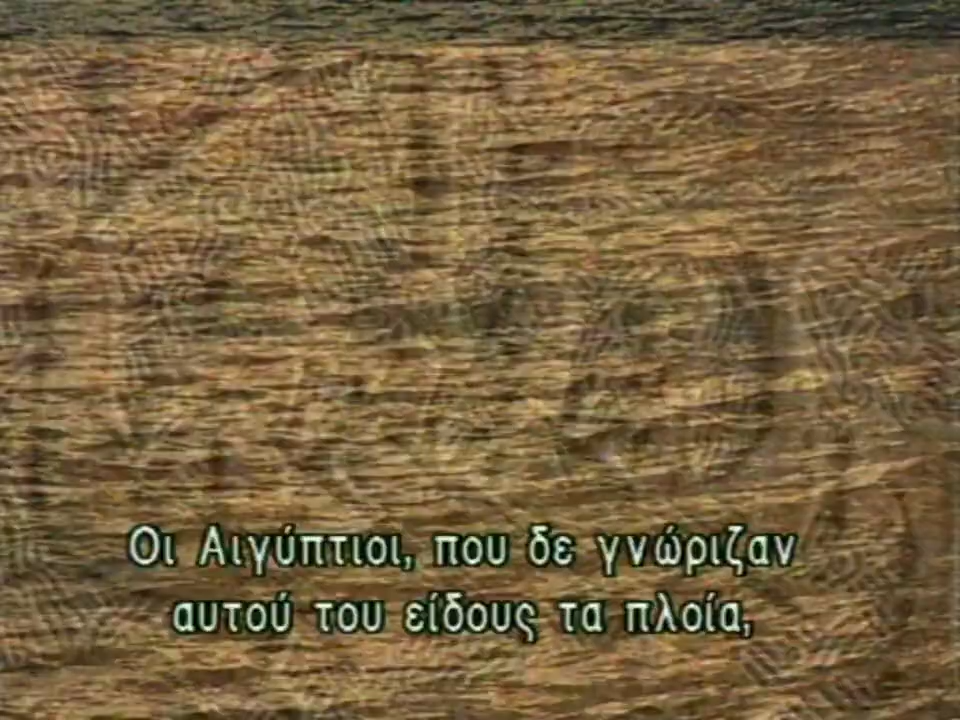 Οι Αιγύπτιοι, που δε γνώριζαν
αυτού του είδους τα πλοία,